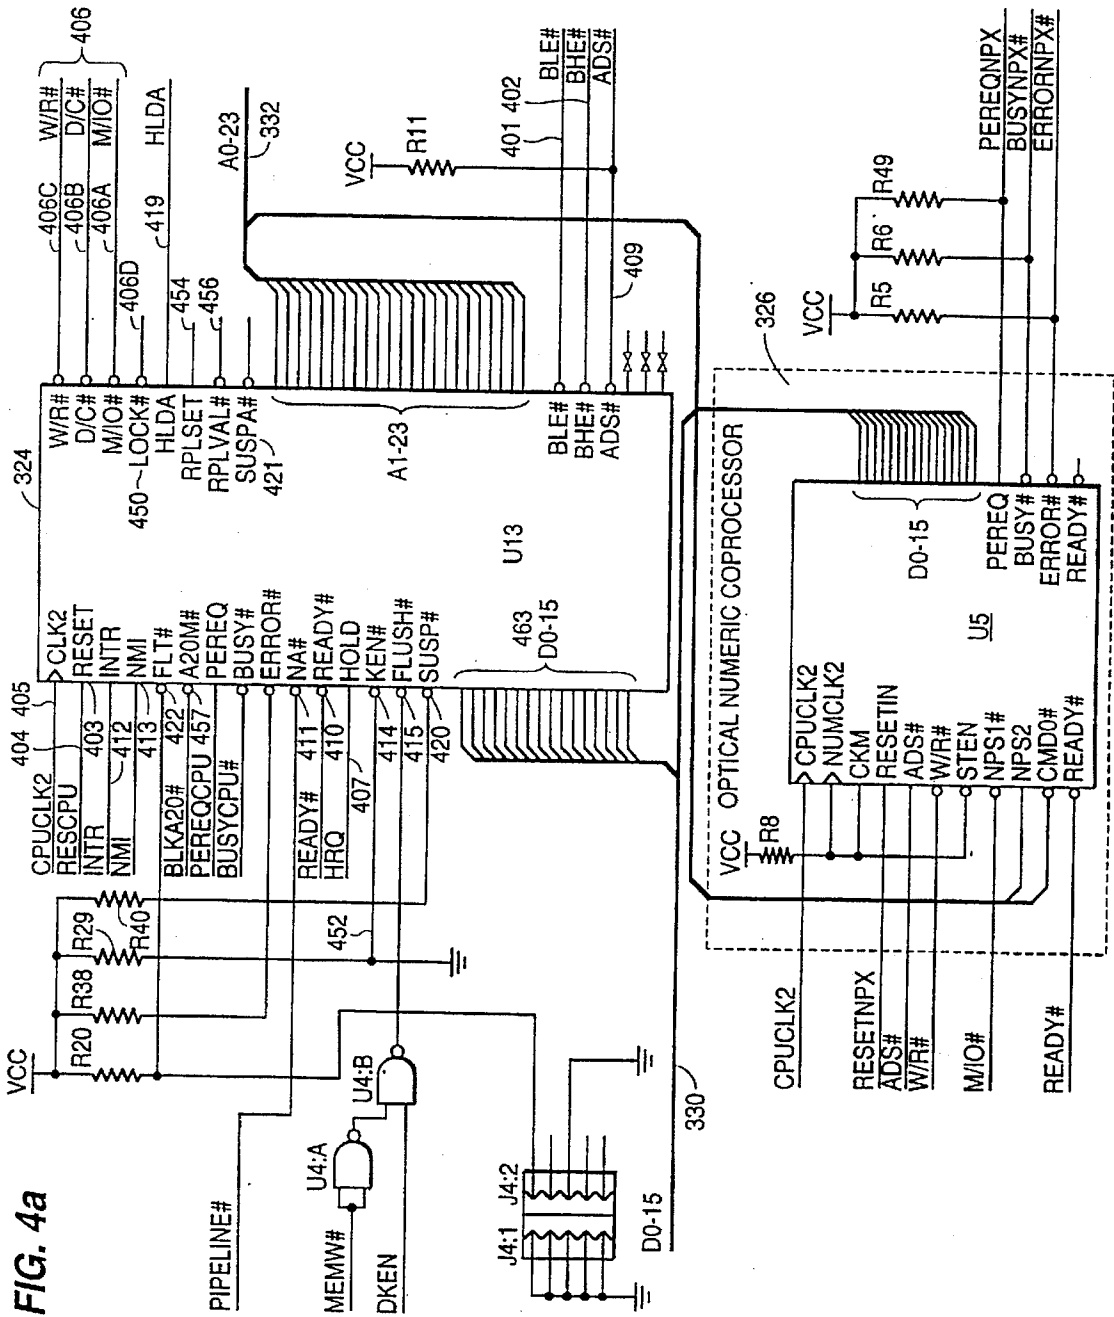 FIG. 4a
VCC
R20
R38
R29
R40
PIPELINE#
MEMW#
DKEN
U4:A
U4:B
J4:1
J4:2
D0-15
330
452
CPUCLK2
RESCPU
INTR
NMI
BLKA20#
PEREQCPU
BUSYCPU#
READY#
HRQ
404
405
403
412
413
422
457
411
410
407
414
415
420
324
CLK2
RESET
INTR
NMI
FLT#
A20M#
PEREQ
BUSY#
ERROR#
NA#
READY#
HOLD
KEN#
FLUSH#
SUSP#
463
D0-15
U13
W/R#
D/C#
M/IO#
450
LOCK#
HLDA
RPLSET
RPLVAL#
SUSPA#
421
A1-23
BLE#
BHE#
ADS#
406C
W/R#
406B
D/C#
406A
M/IO#
406
406D
419
HLDA
454
456
A0-23
332
VCC
R11
401
BLE#
402
BHE#
ADS#
409
326
OPTICAL NUMERIC COPROCESSOR
VCC
R8
CPUCLK2
RESETNPX
ADS#
W/R#
M/IO#
READY#
CPUCLK2
NUMCLK2
CKM
RESETIN
ADS#
W/R#
STEN
NPS1#
NPS2
CMD0#
READY#
U5
D0-15
PEREQ
BUSY#
ERROR#
READY#
VCC
R5
R6
R49
PEREQNPX
BUSYNPX#
ERRORNPX#